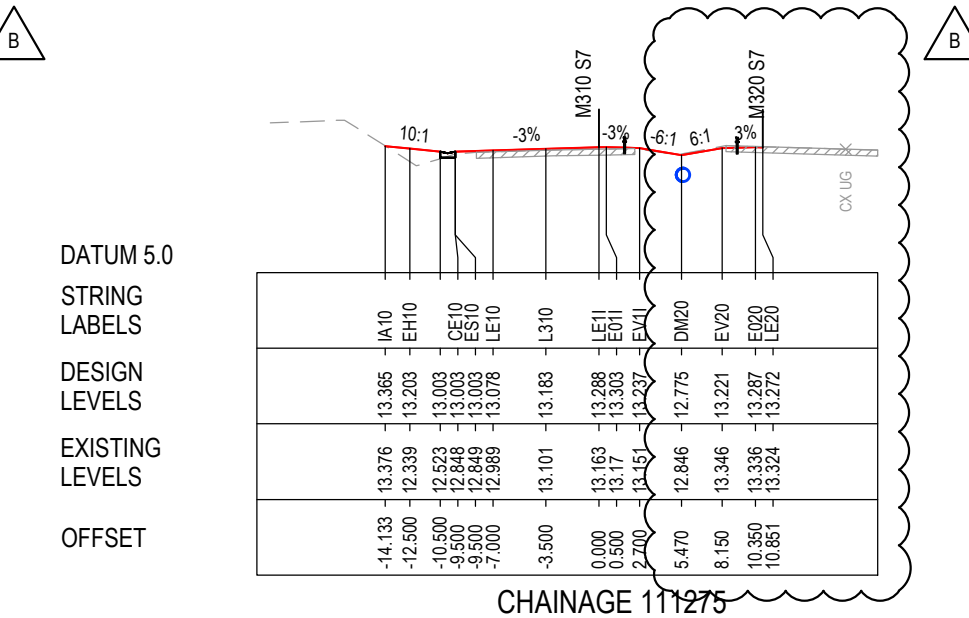 B
B
M310 S7
M320 S7
10:1
-3%
-3%
-6:1
6:1
3%
CX UG
DATUM 5.0
STRING
LABELS
IA10 EH10 CE10 ES10 LE10 L310 LE1I E01I EV1I DM20 EV20 E020 LE20
DESIGN
LEVELS
13.365 13.203 13.003 13.003 13.003 13.078 13.183 13.288 13.303 13.237 12.775 13.221 13.287 13.272
EXISTING
LEVELS
13.376 12.339 12.523 12.848 12.849 12.989 13.101 13.163 13.17 13.151 12.846 13.346 13.336 13.324
OFFSET
-14.133 -12.500 -10.500 -9.500 -9.500 -7.000 -3.500 0.000 0.500 2.700 5.470 8.150 10.350 10.851
CHAINAGE 111275